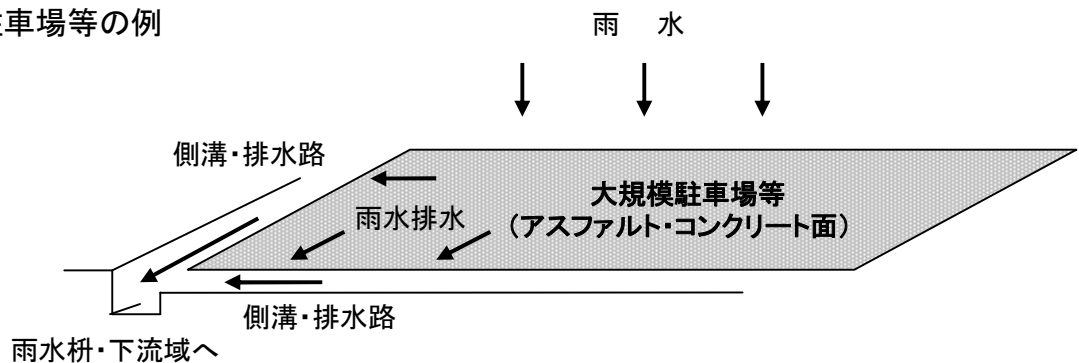 車場等の例
雨 水
側溝・排水路
大規模駐車場等
(アスファルト・コンクリート面)
雨水排水
側溝・排水路
雨水枡・下流域へ